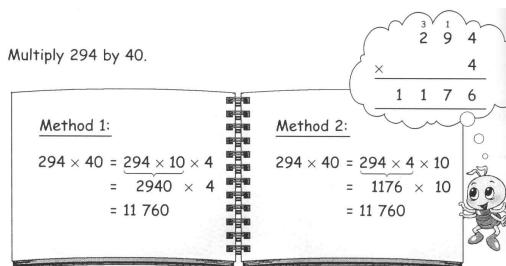 Multiply 294 by 40.
3 1
2 9 4
× 4
1 1 7 6
Method 1:
294 × 40 = 294 × 10 × 4
= 2940 × 4
= 11 760
Method 2:
294 × 40 = 294 × 4 × 10
= 1176 × 10
= 11 760